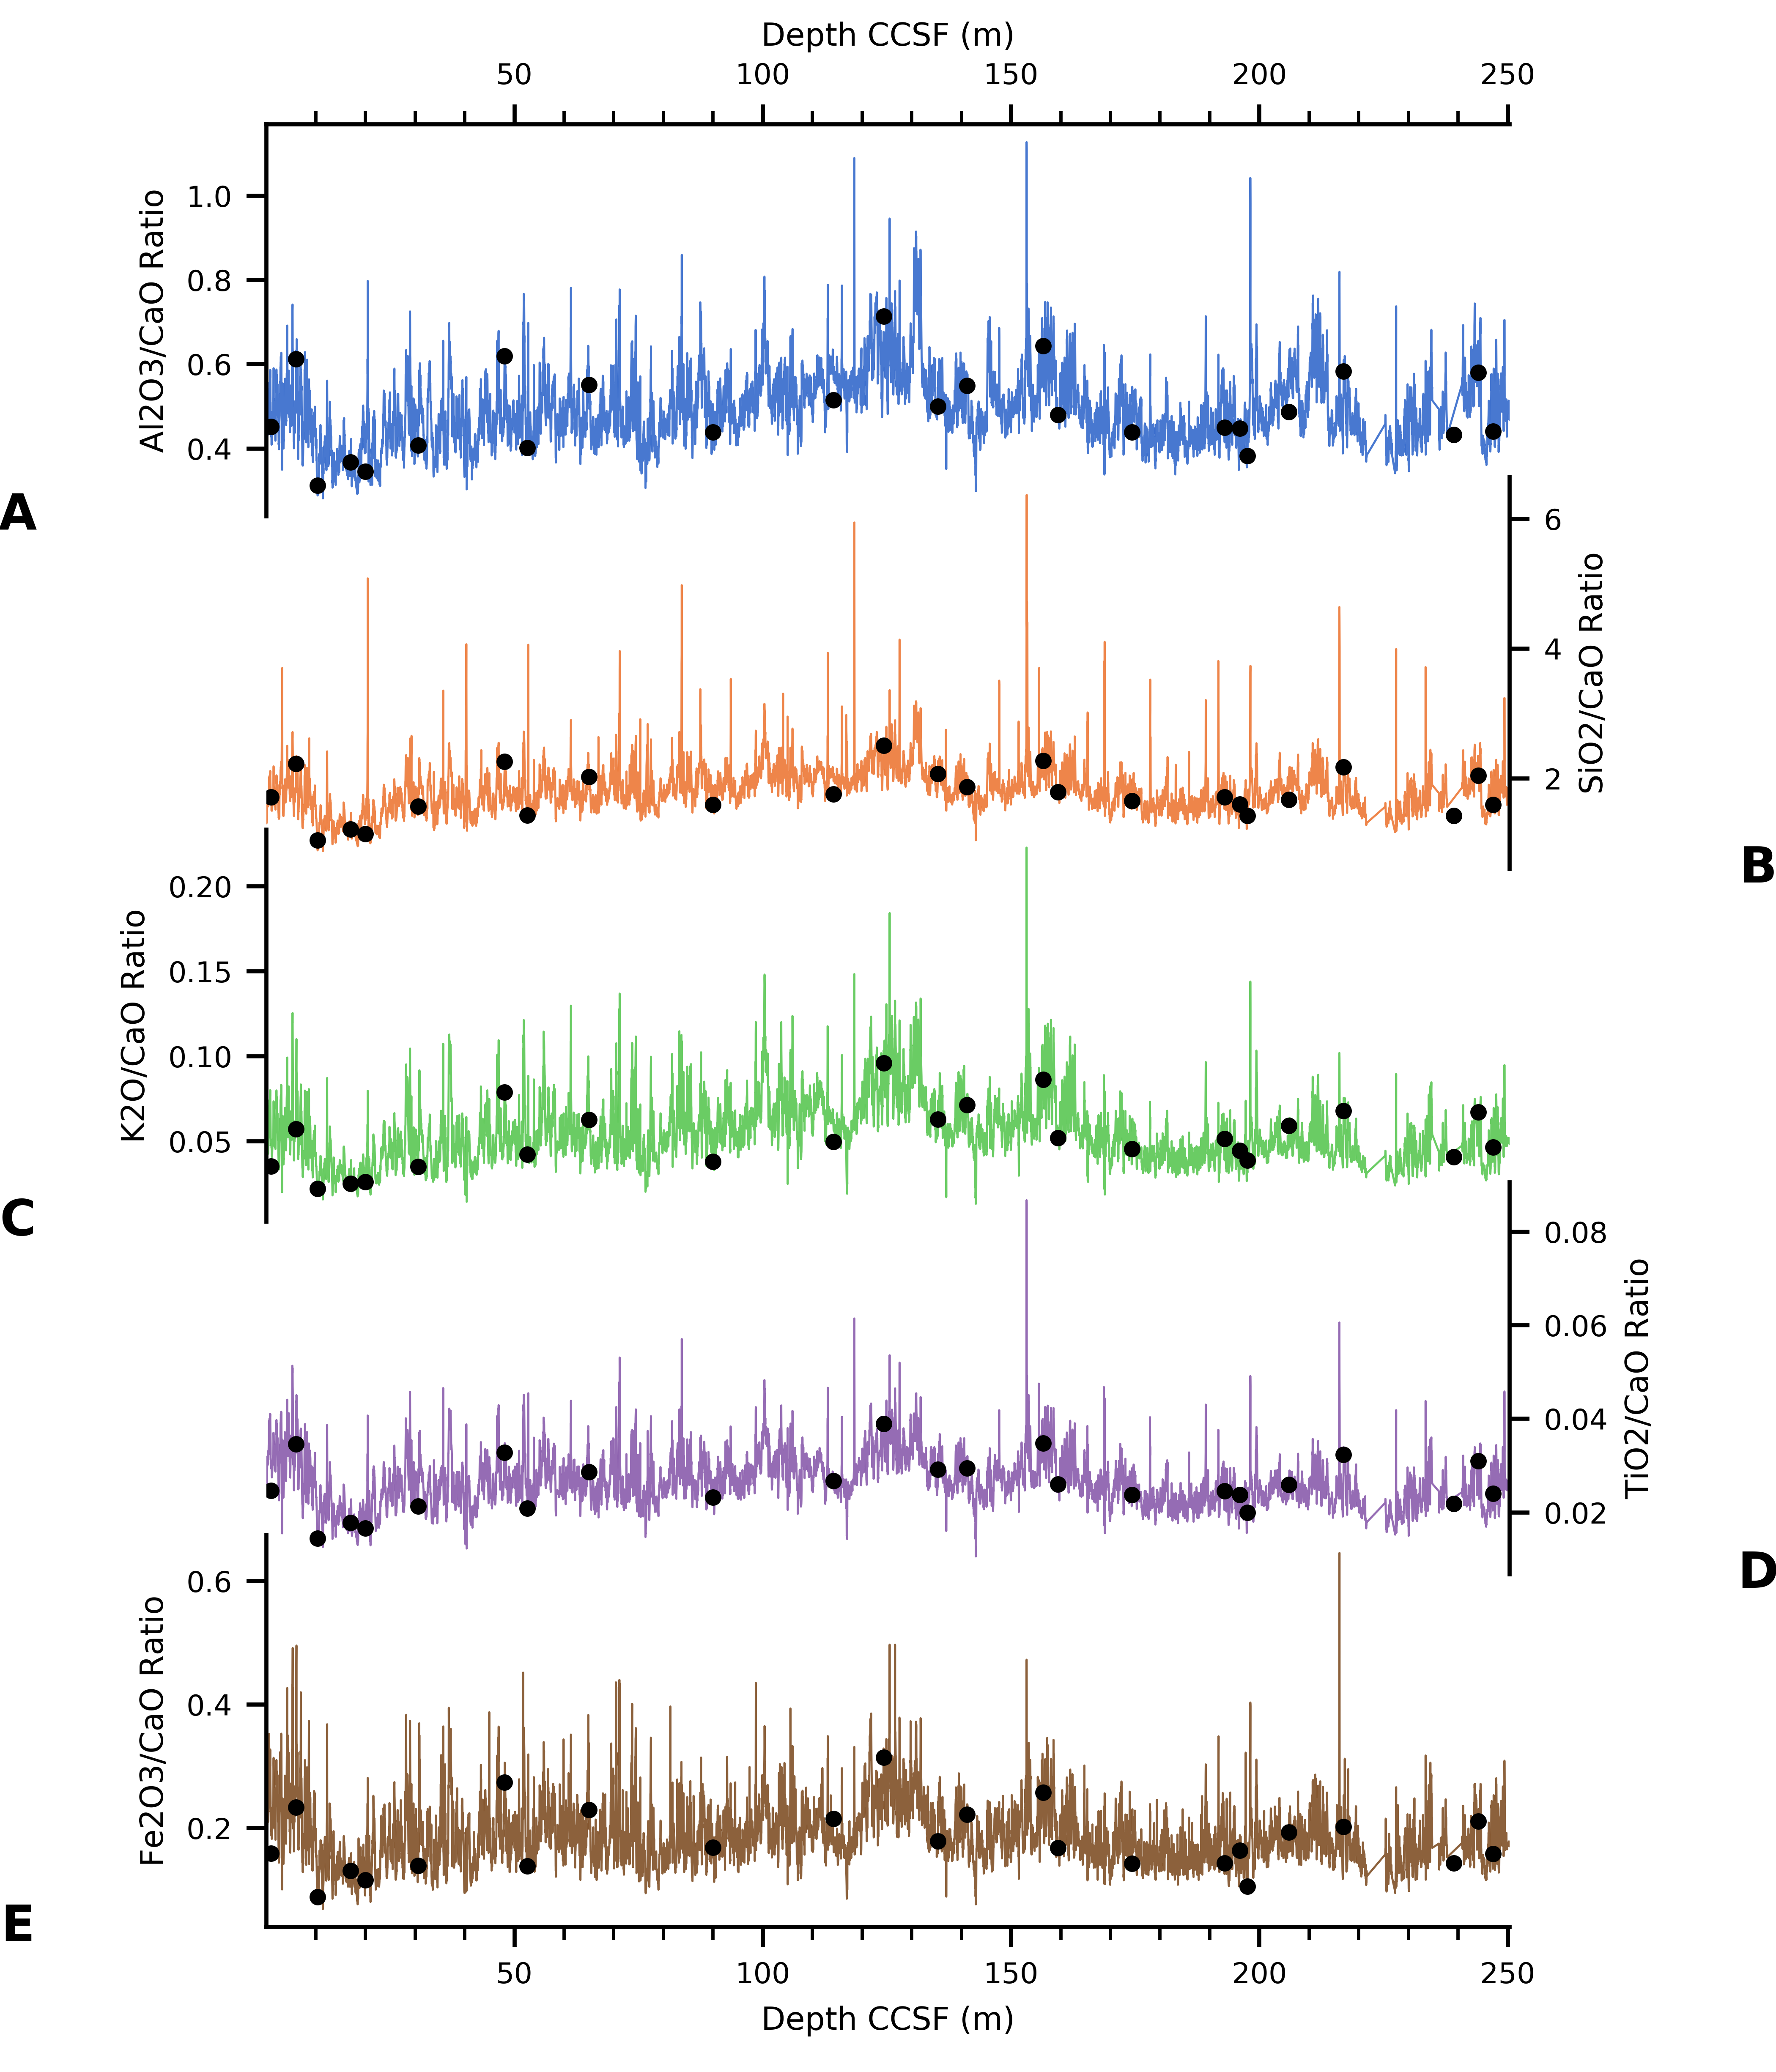 Depth CCSF (m)
50 100 150 200 250
Al2O3/CaO Ratio
1.0
0.8
0.6
0.4
A
SiO2/CaO Ratio
6
4
2
B
K2O/CaO Ratio
0.20
0.15
0.10
0.05
C
TiO2/CaO Ratio
0.08
0.06
0.04
0.02
D
Fe2O3/CaO Ratio
0.6
0.4
0.2
E
50 100 150 200 250
Depth CCSF (m)